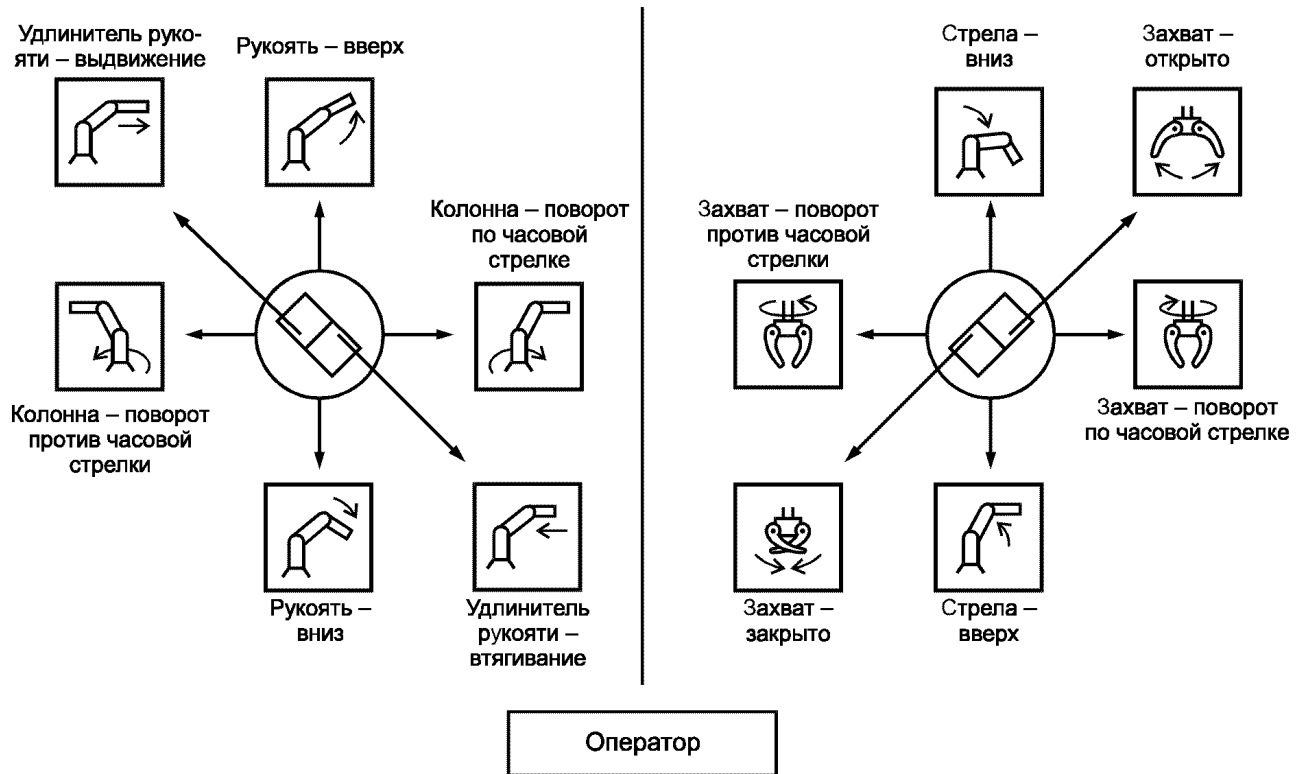 Удлинитель руко-
яти – выдвижение
Рукоять – вверх
Колонна – поворот
по часовой
стрелке
Колонна – поворот
против часовой
стрелки
Рукоять –
вниз
Удлинитель
рукояти –
втягивание
Стрела –
вниз
Захват –
открыто
Захват – поворот
против часовой
стрелки
Захват – поворот
по часовой стрелке
Захват –
закрыто
Стрела –
вверх
Оператор